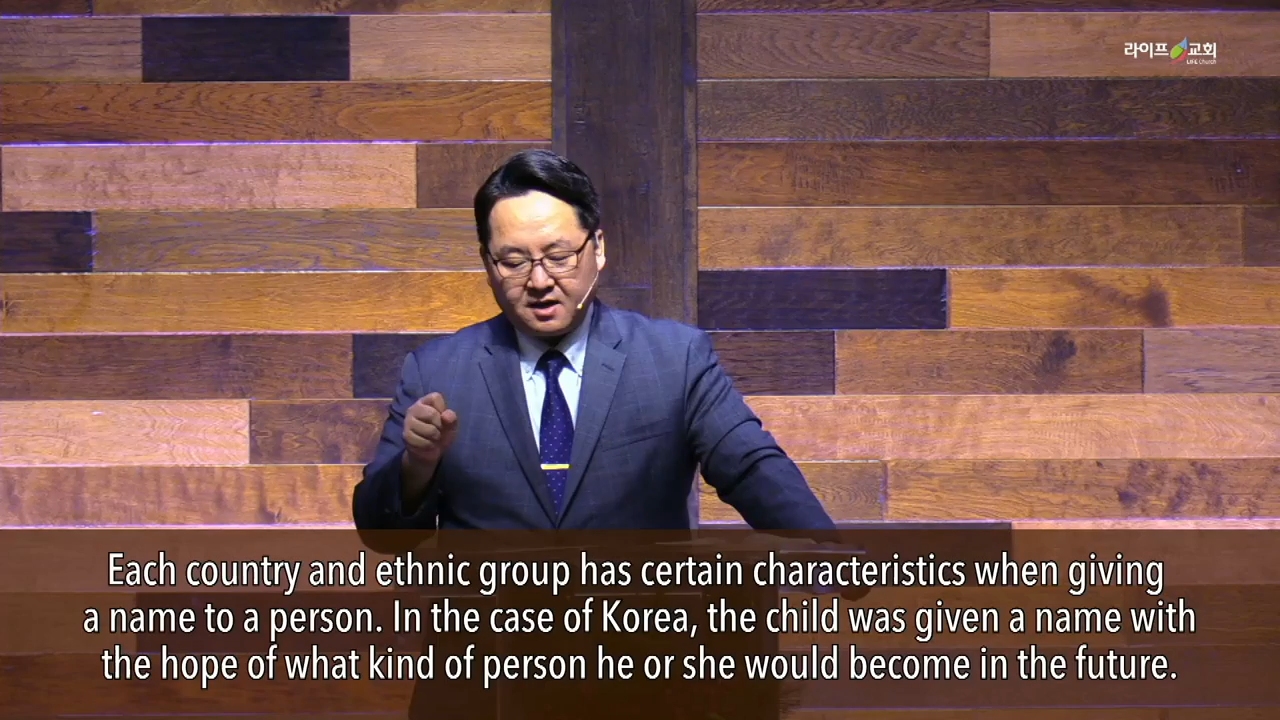 라이프교회
LIFE Church
Each country and ethnic group has certain characteristics when giving
a name to a person. In the case of Korea, the child was given a name with
the hope of what kind of person he or she would become in the future.